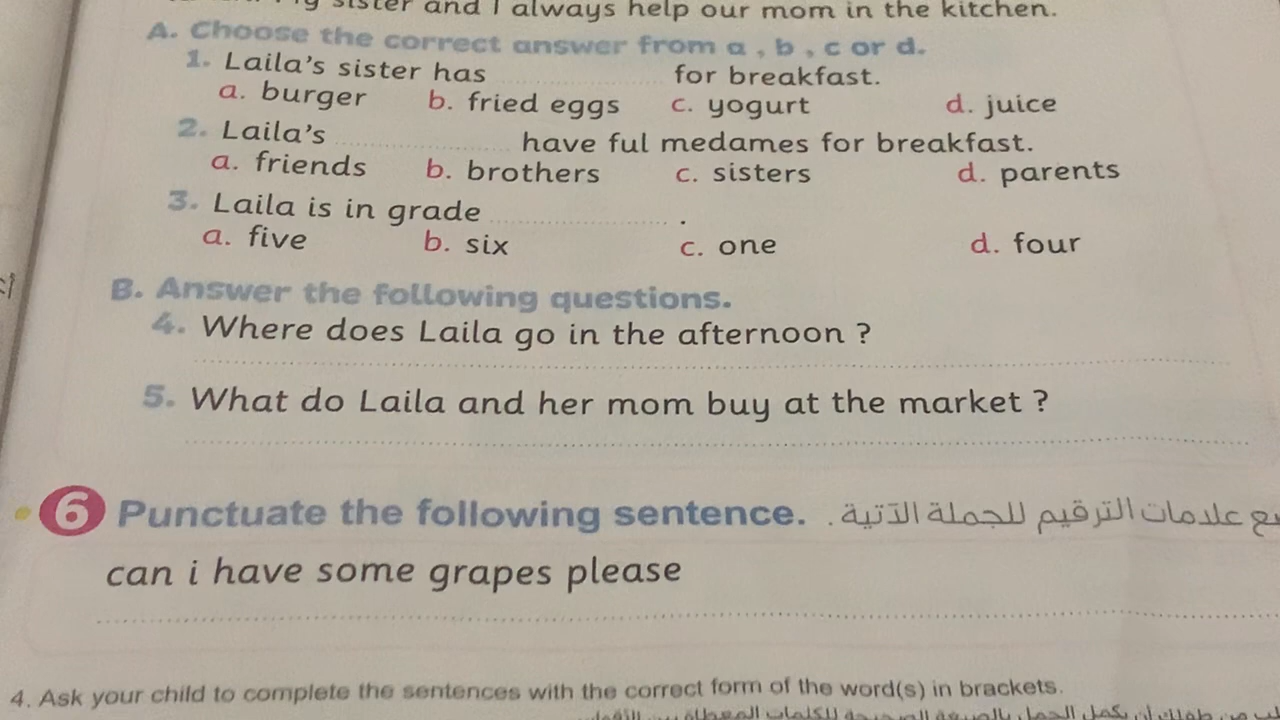 sister and I always help our mom in the kitchen.
A. Choose the correct answer from a , b , c or d.
1. Laila's sister has .................... for breakfast.
a. burger b. fried eggs c. yogurt d. juice
2. Laila's .................... have ful medames for breakfast.
a. friends b. brothers c. sisters d. parents
3. Laila is in grade .................... .
a. five b. six c. one d. four
B. Answer the following questions.
4. Where does Laila go in the afternoon ?
5. What do Laila and her mom buy at the market ?
6 Punctuate the following sentence. علامات الترقيم للجملة الآتية .
can i have some grapes please
4. Ask your child to complete the sentences with the correct form of the word(s) in brackets.